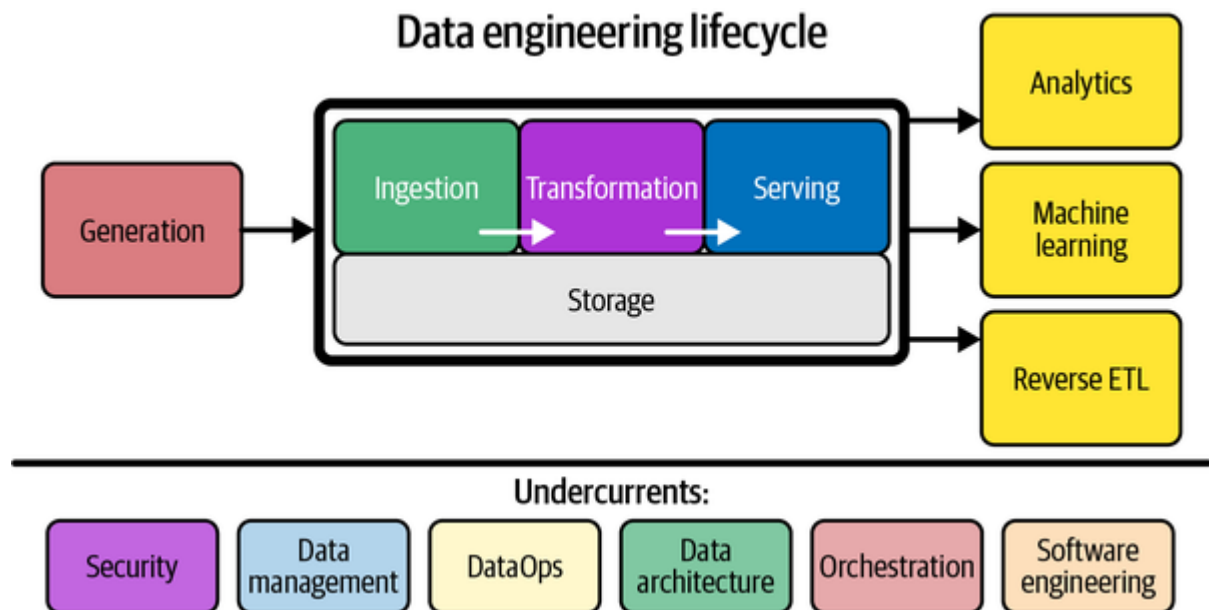 Data engineering lifecycle
Generation
Ingestion
Transformation
Serving
Storage
Analytics
Machine
learning
Reverse ETL
Undercurrents:
Security
Data
management
DataOps
Data
architecture
Orchestration
Software
engineering